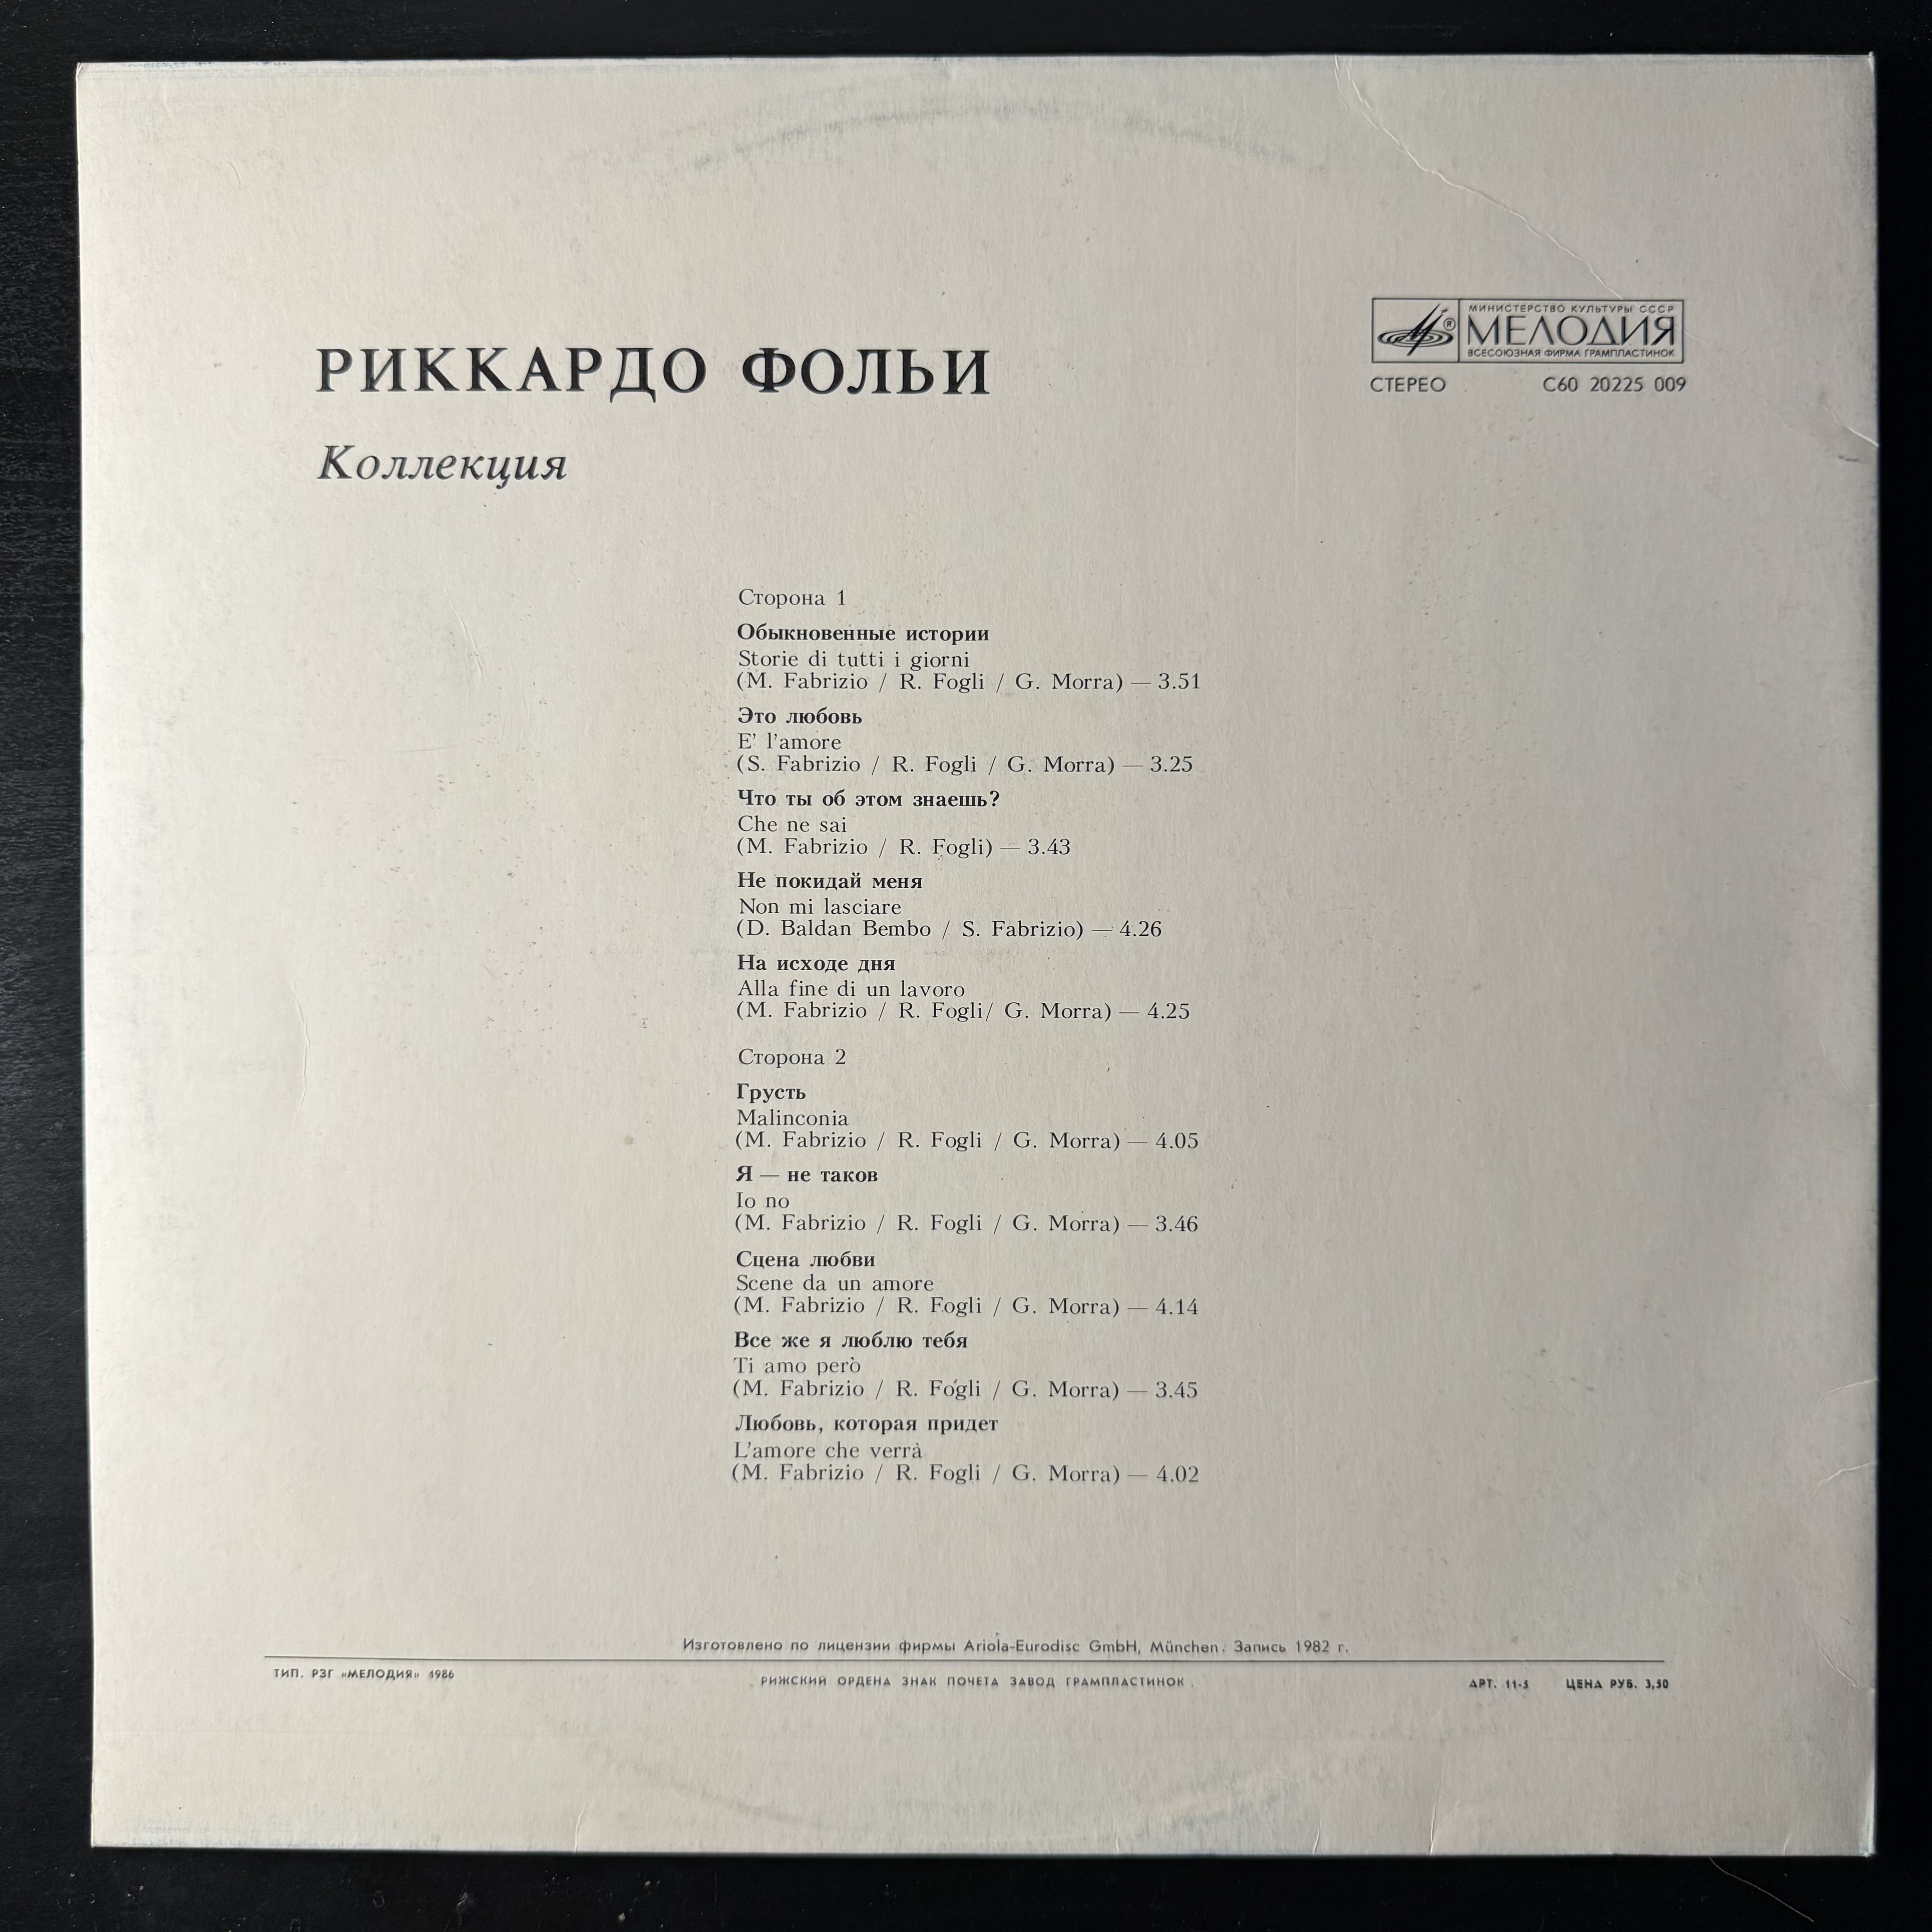 МИНИСТЕРСТВО КУЛЬТУРЫ СССР
МЕЛОДИЯ
ВСЕСОЮЗНАЯ ФИРМА ГРАМПЛАСТИНОК
СТЕРЕО С60 20225 009
РИККАРДО ФОЛЬИ
Коллекция
Сторона 1
Обыкновенные истории
Storie di tutti i giorni
(M. Fabrizio / R. Fogli / G. Morra) — 3.51
Это любовь
E' l'amore
(S. Fabrizio / R. Fogli / G. Morra) — 3.25
Что ты об этом знаешь?
Che ne sai
(M. Fabrizio / R. Fogli) — 3.43
Не покидай меня
Non mi lasciare
(D. Baldan Bembo / S. Fabrizio) — 4.26
На исходе дня
Alla fine di un lavoro
(M. Fabrizio / R. Fogli/ G. Morra) — 4.25
Сторона 2
Грусть
Malinconia
(M. Fabrizio / R. Fogli / G. Morra) — 4.05
Я — не таков
Io no
(M. Fabrizio / R. Fogli / G. Morra) — 3.46
Сцена любви
Scene da un amore
(M. Fabrizio / R. Fogli / G. Morra) — 4.14
Все же я люблю тебя
Ti amo però
(M. Fabrizio / R. Fogli / G. Morra) — 3.45
Любовь, которая придет
L'amore che verrà
(M. Fabrizio / R. Fogli / G. Morra) — 4.02
Изготовлено по лицензии фирмы Ariola-Eurodisc GmbH, München. Запись 1982 г.
ТИП. РЗГ «МЕЛОДИЯ» 1986 РИЖСКИЙ ОРДЕНА ЗНАК ПОЧЕТА ЗАВОД ГРАМПЛАСТИНОК АРТ. 11-5 ЦЕНА РУБ. 3,50